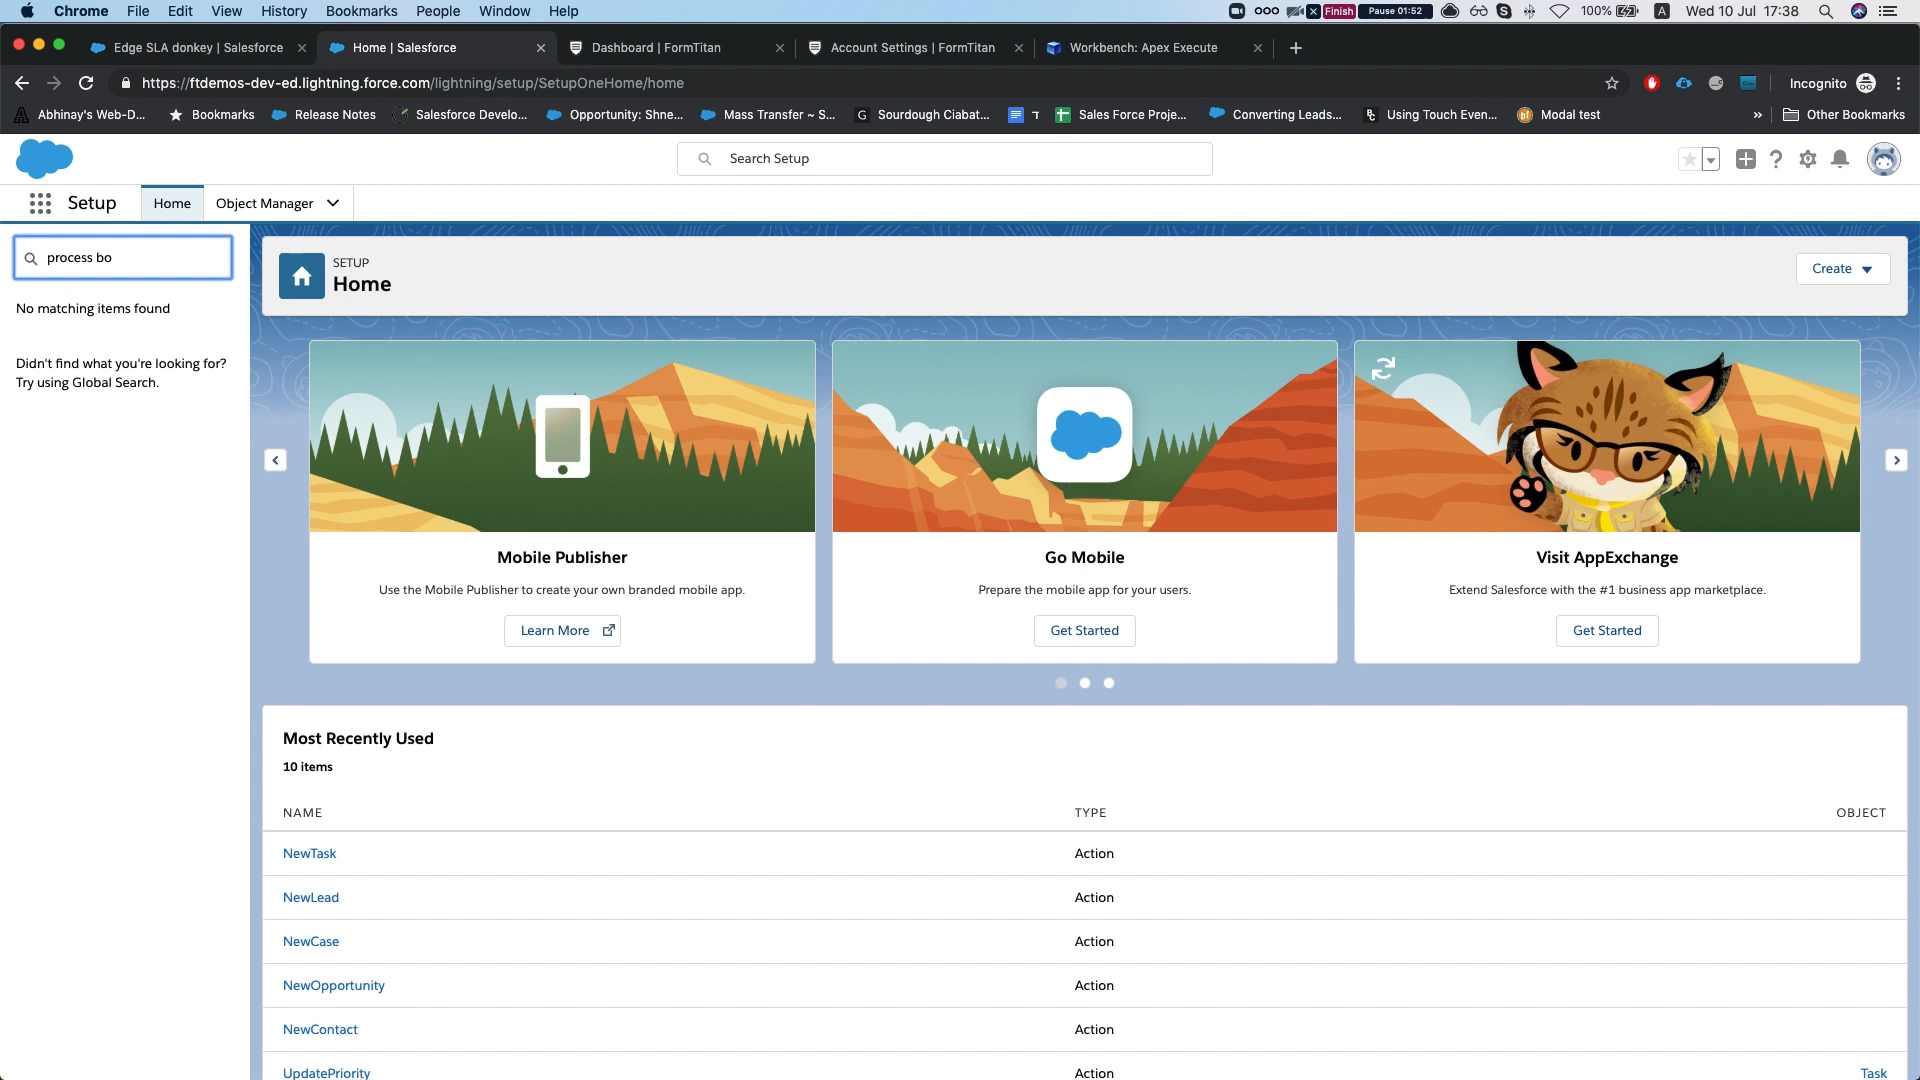 Chrome File Edit View History Bookmarks People Window Help
Finish Pause 01:52 100% A Wed 10 Jul 17:38
Edge SLA donkey | Salesforce
Home | Salesforce
Dashboard | FormTitan
Account Settings | FormTitan
Workbench: Apex Execute
https://ftdemos-dev-ed.lightning.force.com/lightning/setup/SetupOneHome/home
Incognito
Abhinay's Web-D...
Bookmarks
Release Notes
Salesforce Develo...
Opportunity: Shne...
Mass Transfer ~ S...
Sourdough Ciabat...
T
Sales Force Proje...
Converting Leads...
Using Touch Even...
Modal test
»
Other Bookmarks
Search Setup
Setup
Home
Object Manager
process bo
No matching items found
Didn't find what you're looking for?
Try using Global Search.
SETUP
Home
Create
Mobile Publisher
Use the Mobile Publisher to create your own branded mobile app.
Learn More
Go Mobile
Prepare the mobile app for your users.
Get Started
Visit AppExchange
Extend Salesforce with the #1 business app marketplace.
Get Started
Most Recently Used
10 items
NAME TYPE OBJECT
NewTask Action
NewLead Action
NewCase Action
NewOpportunity Action
NewContact Action
UpdatePriority Action Task